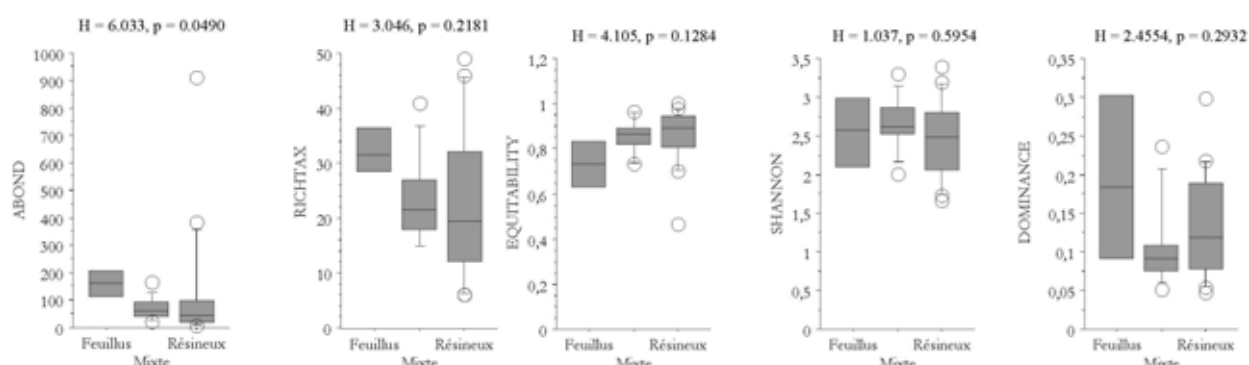 H = 6.033, p = 0.0490
ABOND
1000
900
800
700
600
500
400
300
200
100
0
Feuillus
Résineux
Mixte
H = 3.046, p = 0.2181
RICHTAX
50
40
30
20
10
0
Feuillus
Résineux
Mixte
H = 4.105, p = 0.1284
EQUITABILITY
1,2
1
0,8
0,6
0,4
0,2
0
Feuillus
Résineux
Mixte
H = 1.037, p = 0.5954
SHANNON
3,5
3
2,5
2
1,5
1
0,5
0
Feuillus
Résineux
Mixte
H = 2.4554, p = 0.2932
DOMINANCE
0,35
0,3
0,25
0,2
0,15
0,1
0,05
0
Feuillus
Résineux
Mixte